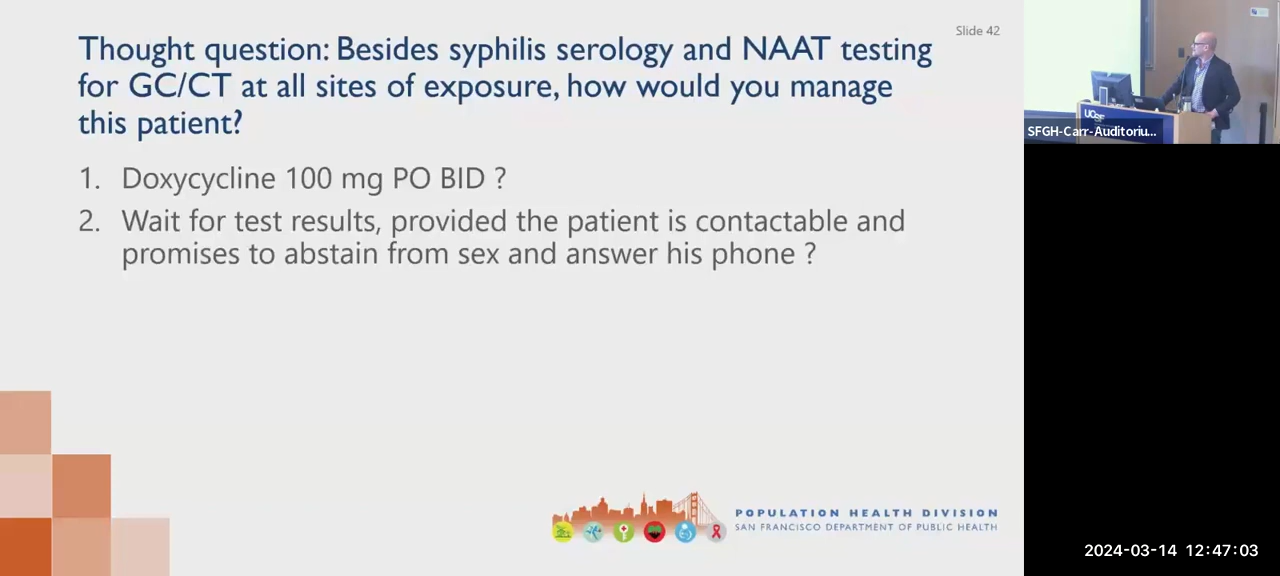 Slide 42
Thought question: Besides syphilis serology and NAAT testing
for GC/CT at all sites of exposure, how would you manage
this patient?
1. Doxycycline 100 mg PO BID ?
2. Wait for test results, provided the patient is contactable and
promises to abstain from sex and answer his phone ?
POPULATION HEALTH DIVISION
SAN FRANCISCO DEPARTMENT OF PUBLIC HEALTH
UCSF
SFGH-Carr-Auditoriu...
2024-03-14 12:47:03